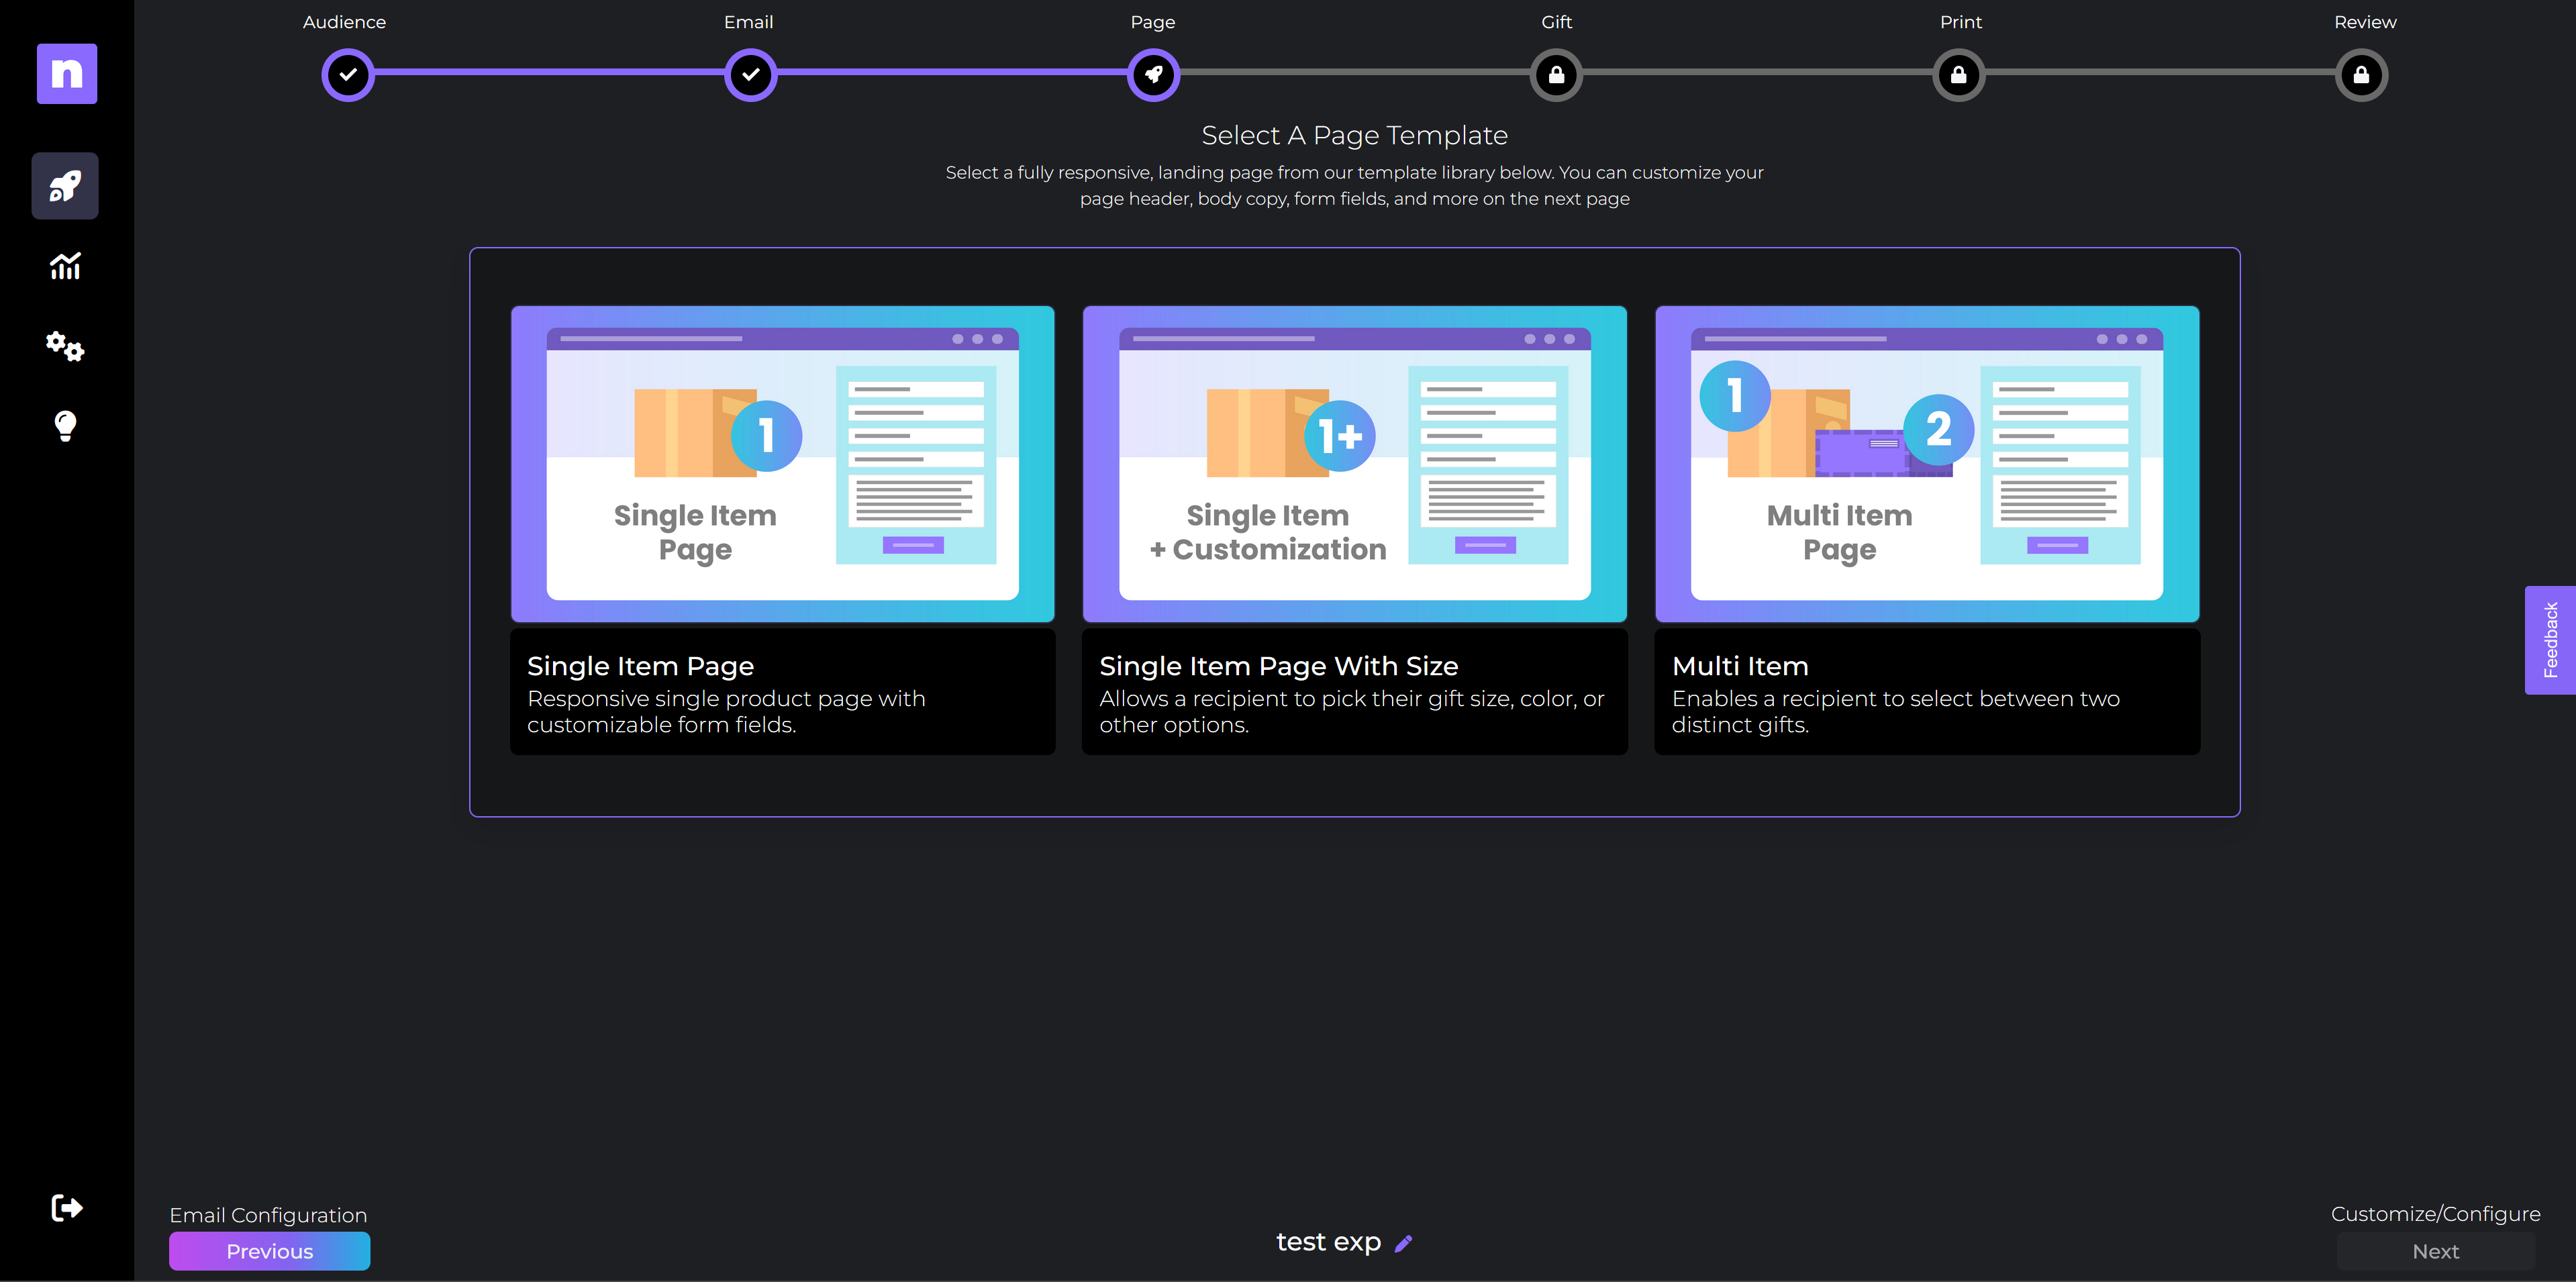 Audience
Email
Page
Gift
Print
Review
n
Select A Page Template
Select a fully responsive, landing page from our template library below. You can customize your
page header, body copy, form fields, and more on the next page
1
Single Item
Page
Single Item Page
Responsive single product page with
customizable form fields.
1+
Single Item
+ Customization
Single Item Page With Size
Allows a recipient to pick their gift size, color, or
other options.
1
2
Multi Item
Page
Multi Item
Enables a recipient to select between two
distinct gifts.
Feedback
Email Configuration
Previous
test exp
Customize/Configure
Next